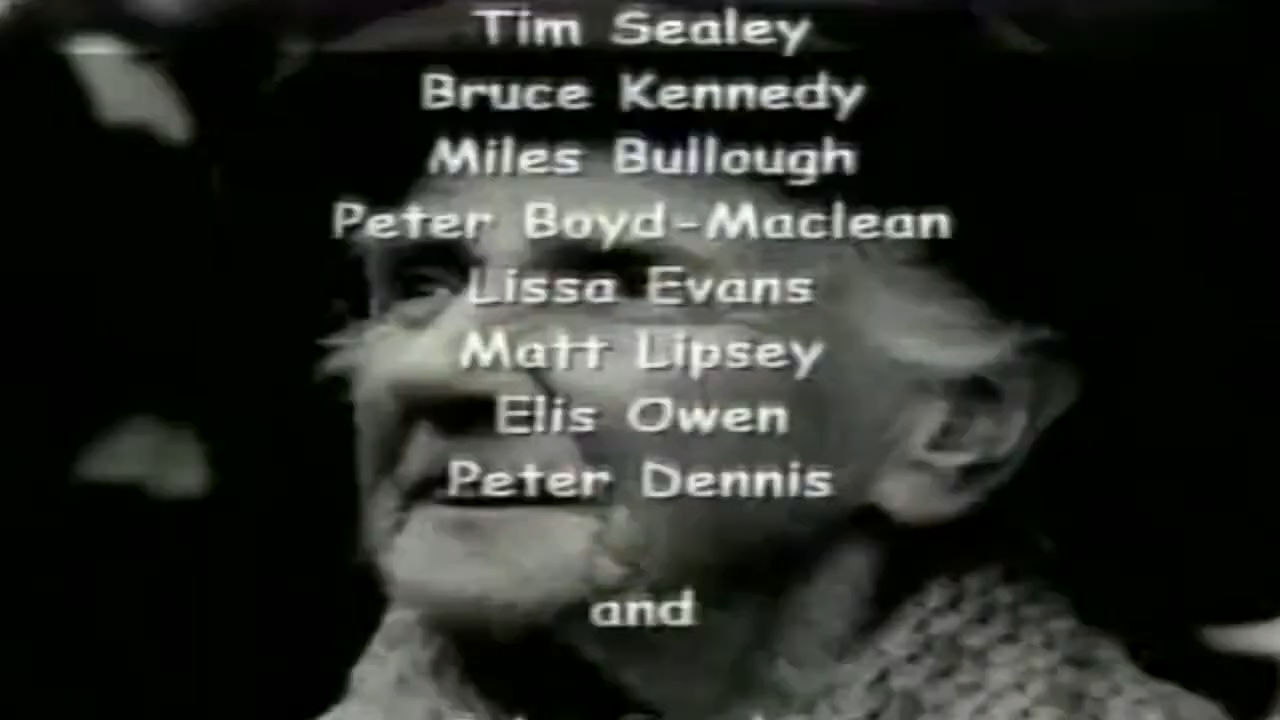 Tim Sealey
Bruce Kennedy
Miles Bullough
Peter Boyd-Maclean
Lissa Evans
Matt Lipsey
Elis Owen
Peter Dennis
and